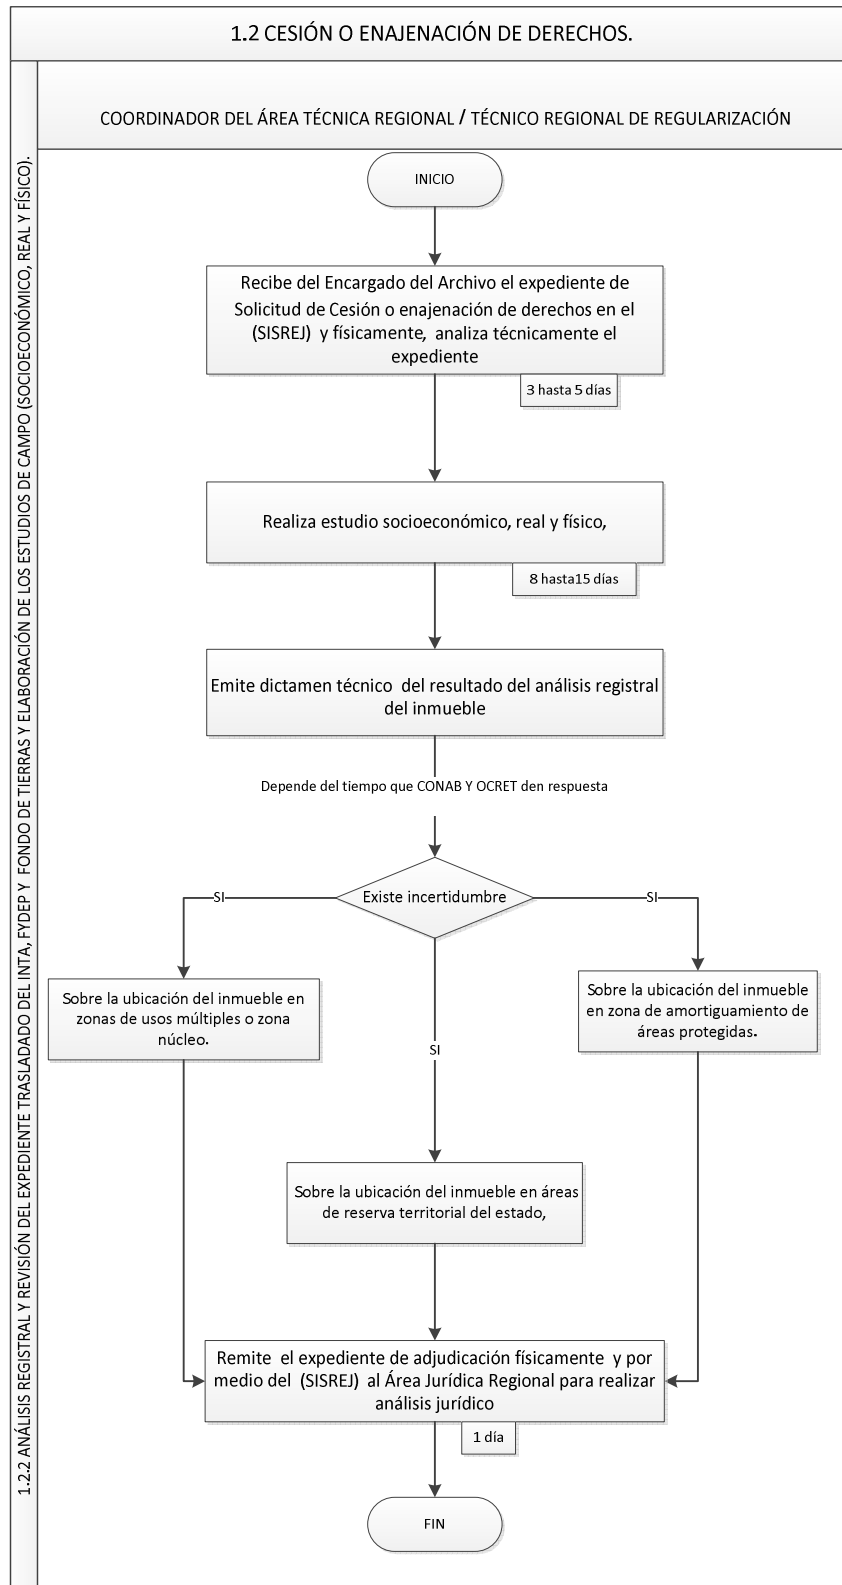 1.2 CESIÓN O ENAJENACIÓN DE DERECHOS.
1.2.2 ANÁLISIS REGISTRAL Y REVISIÓN DEL EXPEDIENTE TRASLADADO DEL INTA, FYDEP Y FONDO DE TIERRAS Y ELABORACIÓN DE LOS ESTUDIOS DE CAMPO (SOCIOECONÓMICO, REAL Y FÍSICO).
COORDINADOR DEL ÁREA TÉCNICA REGIONAL / TÉCNICO REGIONAL DE REGULARIZACIÓN
INICIO
Recibe del Encargado del Archivo el expediente de
Solicitud de Cesión o enajenación de derechos en el
(SISREJ) y físicamente, analiza técnicamente el
expediente
3 hasta 5 días
Realiza estudio socioeconómico, real y físico,
8 hasta15 días
Emite dictamen técnico del resultado del análisis registral
del inmueble
Depende del tiempo que CONAB Y OCRET den respuesta
Existe incertidumbre
SI
SI
Sobre la ubicación del inmueble en
zonas de usos múltiples o zona
núcleo.
Sobre la ubicación del inmueble
en zona de amortiguamiento de
áreas protegidas.
SI
Sobre la ubicación del inmueble en áreas
de reserva territorial del estado,
Remite el expediente de adjudicación físicamente y por
medio del (SISREJ) al Área Jurídica Regional para realizar
análisis jurídico
1 día
FIN